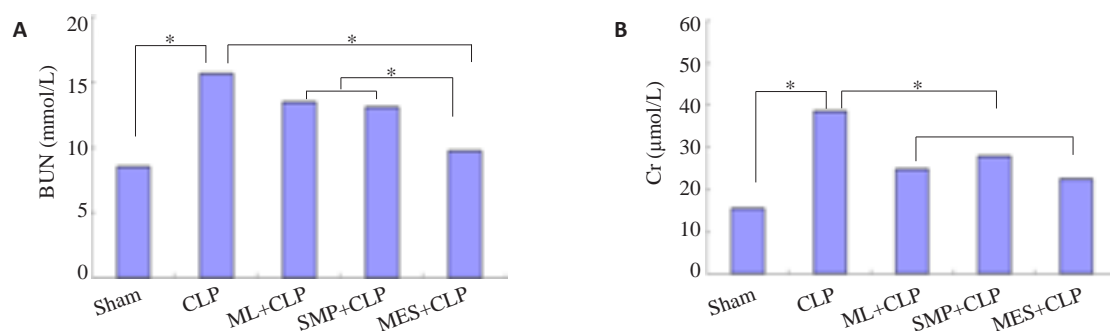 A
BUN (mmol/L)
20
15
10
5
0
*
*
*
Sham
CLP
ML+CLP
SMP+CLP
MES+CLP
B
Cr (μmol/L)
60
50
40
30
20
10
0
*
*
Sham
CLP
ML+CLP
SMP+CLP
MES+CLP